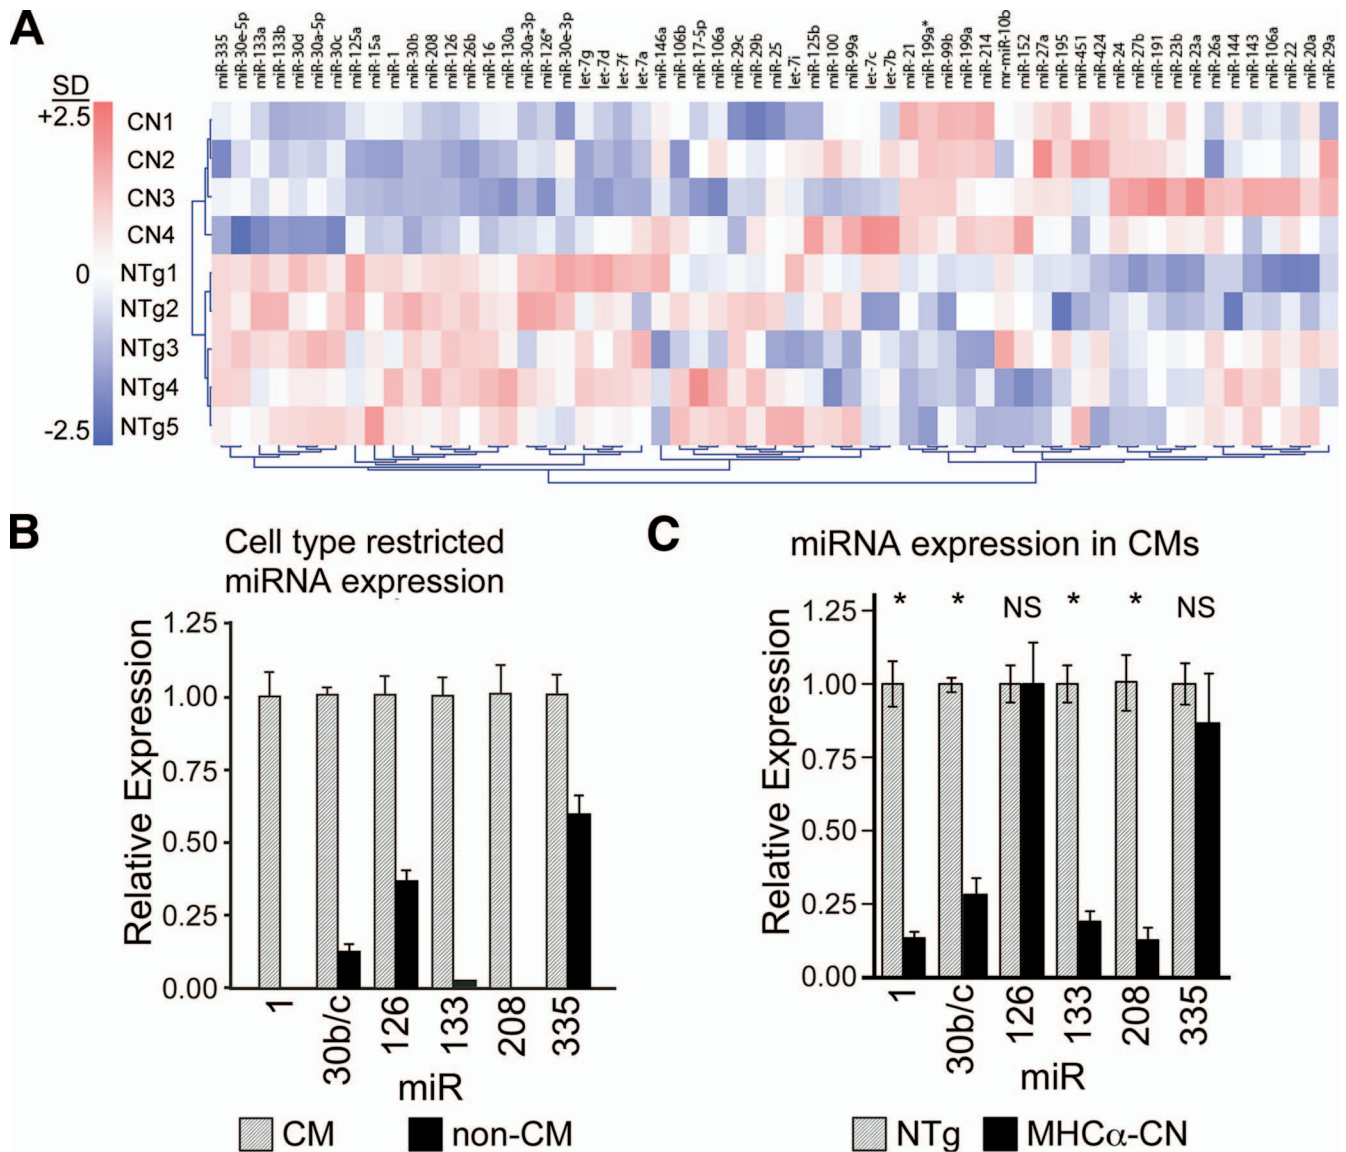 A
miR-335
miR-30e-5p
miR-133a
miR-133b
miR-30d
miR-30a-5p
miR-30c
miR-125a
miR-15a
miR-1
miR-30b
miR-208
miR-126
miR-26b
miR-16
miR-130a
miR-30a-3p
miR-126*
miR-30e-3p
let-7g
let-7d
let-7f
let-7a
miR-146a
miR-106b
miR-17-5p
miR-106a
miR-29c
miR-29b
miR-25
let-7i
miR-125b
miR-100
miR-99a
let-7c
let-7b
miR-21
miR-199a*
miR-99b
miR-199a
miR-214
mr-miR-10b
miR-152
miR-27a
miR-195
miR-451
miR-424
miR-24
miR-27b
miR-191
miR-23b
miR-23a
miR-26a
miR-144
miR-143
miR-106a
miR-22
miR-20a
miR-29a
SD
+2.5
0
-2.5
CN1
CN2
CN3
CN4
NTg1
NTg2
NTg3
NTg4
NTg5
B
Cell type restricted
miRNA expression
Relative Expression
1.25
1.00
0.75
0.50
0.25
0.00
1
30b/c
126
133
208
335
miR
CM
non-CM
C
miRNA expression in CMs
Relative Expression
1.25
1.00
0.75
0.50
0.25
0.00
* * NS * * NS
1
30b/c
126
133
208
335
miR
NTg
MHCα-CN